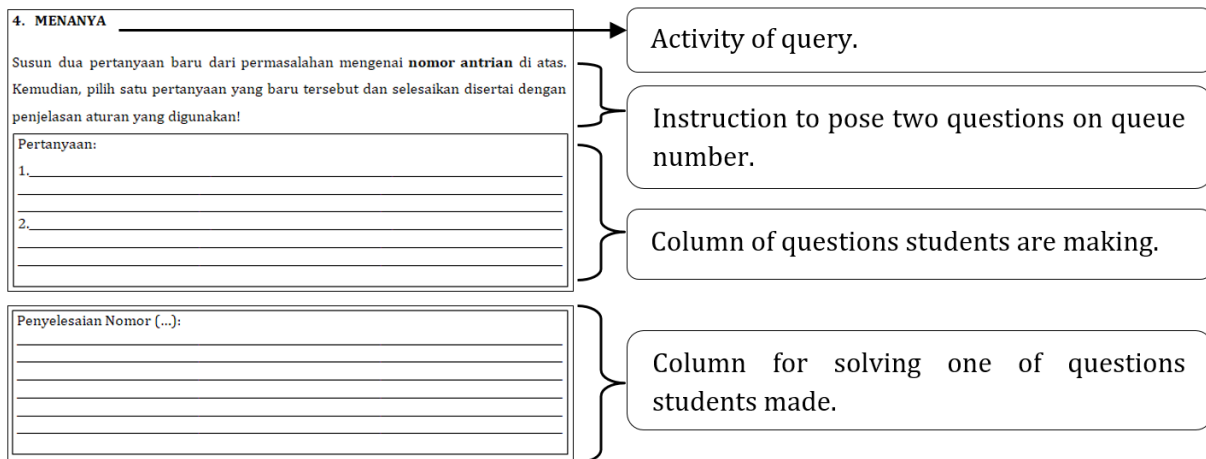 4. MENANYA
Activity of query.
Susun dua pertanyaan baru dari permasalahan mengenai nomor antrian di atas.
Kemudian, pilih satu pertanyaan yang baru tersebut dan selesaikan disertai dengan
penjelasan aturan yang digunakan!
Instruction to pose two questions on queue
number.
Pertanyaan:
1.
2.
Column of questions students are making.
Penyelesaian Nomor (...):
Column for solving one of questions
students made.